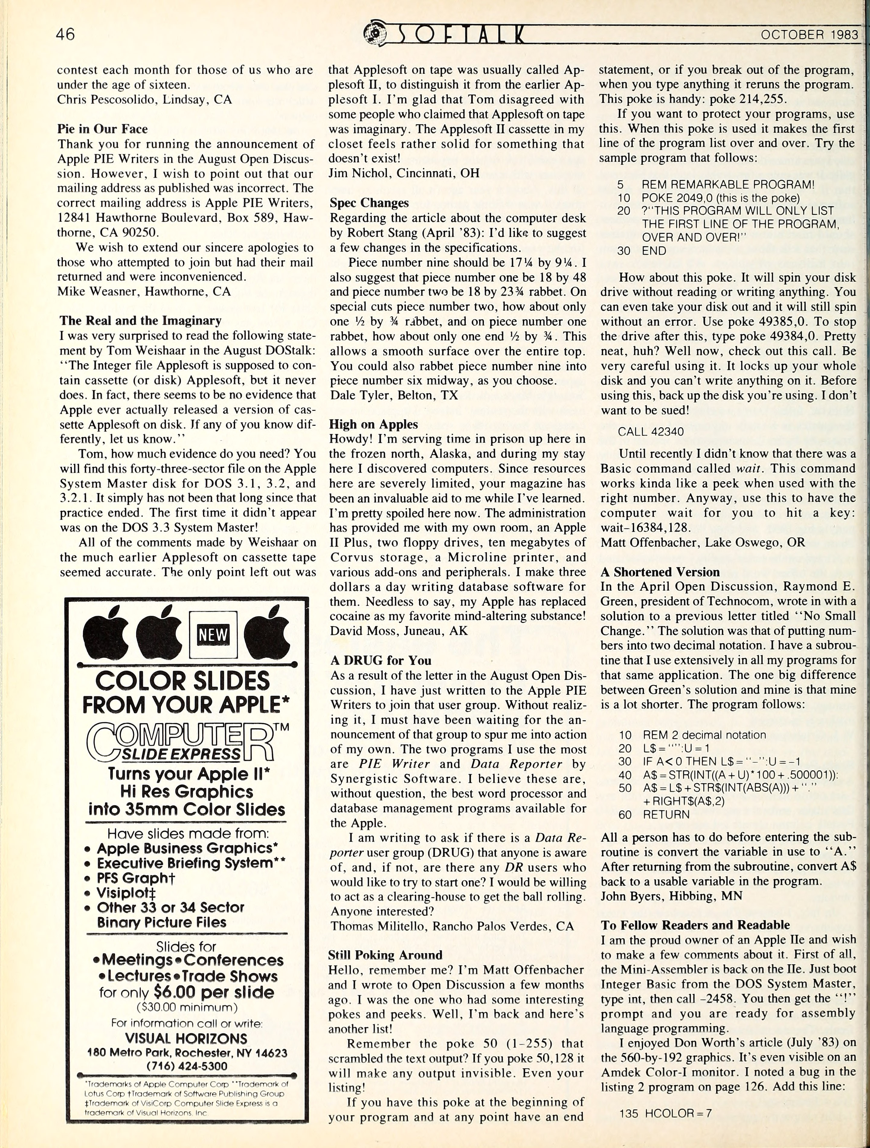 46
SOFTALK
OCTOBER 1983
contest each month for those of us who are
under the age of sixteen.
Chris Pescosolido, Lindsay, CA
Pie in Our Face
Thank you for running the announcement of
Apple PIE Writers in the August Open Discus-
sion. However, I wish to point out that our
mailing address as published was incorrect. The
correct mailing address is Apple PIE Writers,
12841 Hawthorne Boulevard, Box 589, Haw-
thorne, CA 90250.
We wish to extend our sincere apologies to
those who attempted to join but had their mail
returned and were inconvenienced.
Mike Weasner, Hawthorne, CA
The Real and the Imaginary
I was very surprised to read the following state-
ment by Tom Weishaar in the August DOStalk:
"The Integer file Applesoft is supposed to con-
tain cassette (or disk) Applesoft, but it never
does. In fact, there seems to be no evidence that
Apple ever actually released a version of cas-
sette Applesoft on disk. If any of you know dif-
ferently, let us know."
Tom, how much evidence do you need? You
will find this forty-three-sector file on the Apple
System Master disk for DOS 3.1, 3.2, and
3.2.1. It simply has not been that long since that
practice ended. The first time it didn't appear
was on the DOS 3.3 System Master!
All of the comments made by Weishaar on
the much earlier Applesoft on cassette tape
seemed accurate. The only point left out was
NEW
COLOR SLIDES
FROM YOUR APPLE*
COMPUTER™
SLIDE EXPRESS
Turns your Apple II*
Hi Res Graphics
into 35mm Color Slides
Have slides made from:
• Apple Business Graphics*
• Executive Briefing System**
• PFS Graph†
• Visiplot‡
• Other 33 or 34 Sector
Binary Picture Files
Slides for
•Meetings•Conferences
•Lectures•Trade Shows
for only $6.00 per slide
($30.00 minimum)
For information call or write:
VISUAL HORIZONS
180 Metro Park, Rochester, NY 14623
(716) 424-5300
*Trademarks of Apple Computer Corp **Trademark of
Lotus Corp †Trademark of Software Publishing Group
‡Trademark of VisiCorp Computer Slide Express is a
trademark of Visual Horizons, Inc
that Applesoft on tape was usually called Ap-
plesoft II, to distinguish it from the earlier Ap-
plesoft I. I'm glad that Tom disagreed with
some people who claimed that Applesoft on tape
was imaginary. The Applesoft II cassette in my
closet feels rather solid for something that
doesn't exist!
Jim Nichol, Cincinnati, OH
Spec Changes
Regarding the article about the computer desk
by Robert Stang (April '83): I'd like to suggest
a few changes in the specifications.
Piece number nine should be 17¼ by 9¼. I
also suggest that piece number one be 18 by 48
and piece number two be 18 by 23¾ rabbet. On
special cuts piece number two, how about only
one ½ by ¾ rabbet, and on piece number one
rabbet, how about only one end ½ by ¾. This
allows a smooth surface over the entire top.
You could also rabbet piece number nine into
piece number six midway, as you choose.
Dale Tyler, Belton, TX
High on Apples
Howdy! I'm serving time in prison up here in
the frozen north, Alaska, and during my stay
here I discovered computers. Since resources
here are severely limited, your magazine has
been an invaluable aid to me while I've learned.
I'm pretty spoiled here now. The administration
has provided me with my own room, an Apple
II Plus, two floppy drives, ten megabytes of
Corvus storage, a Microline printer, and
various add-ons and peripherals. I make three
dollars a day writing database software for
them. Needless to say, my Apple has replaced
cocaine as my favorite mind-altering substance!
David Moss, Juneau, AK
A DRUG for You
As a result of the letter in the August Open Dis-
cussion, I have just written to the Apple PIE
Writers to join that user group. Without realiz-
ing it, I must have been waiting for the an-
nouncement of that group to spur me into action
of my own. The two programs I use the most
are PIE Writer and Data Reporter by
Synergistic Software. I believe these are,
without question, the best word processor and
database management programs available for
the Apple.
I am writing to ask if there is a Data Re-
porter user group (DRUG) that anyone is aware
of, and, if not, are there any DR users who
would like to try to start one? I would be willing
to act as a clearing-house to get the ball rolling.
Anyone interested?
Thomas Militello, Rancho Palos Verdes, CA
Still Poking Around
Hello, remember me? I'm Matt Offenbacher
and I wrote to Open Discussion a few months
ago. I was the one who had some interesting
pokes and peeks. Well, I'm back and here's
another list!
Remember the poke 50 (1-255) that
scrambled the text output? If you poke 50,128 it
will make any output invisible. Even your
listing!
If you have this poke at the beginning of
your program and at any point have an end
statement, or if you break out of the program,
when you type anything it reruns the program.
This poke is handy: poke 214,255.
If you want to protect your programs, use
this. When this poke is used it makes the first
line of the program list over and over. Try the
sample program that follows:
5 REM REMARKABLE PROGRAM!
10 POKE 2049,0 (this is the poke)
20 ?"THIS PROGRAM WILL ONLY LIST
THE FIRST LINE OF THE PROGRAM,
OVER AND OVER!"
30 END
How about this poke. It will spin your disk
drive without reading or writing anything. You
can even take your disk out and it will still spin
without an error. Use poke 49385,0. To stop
the drive after this, type poke 49384,0. Pretty
neat, huh? Well now, check out this call. Be
very careful using it. It locks up your whole
disk and you can't write anything on it. Before
using this, back up the disk you're using. I don't
want to be sued!
CALL 42340
Until recently I didn't know that there was a
Basic command called wait. This command
works kinda like a peek when used with the
right number. Anyway, use this to have the
computer wait for you to hit a key:
wait-16384,128.
Matt Offenbacher, Lake Oswego, OR
A Shortened Version
In the April Open Discussion, Raymond E.
Green, president of Technocom, wrote in with a
solution to a previous letter titled "No Small
Change." The solution was that of putting num-
bers into two decimal notation. I have a subrou-
tine that I use extensively in all my programs for
that same application. The one big difference
between Green's solution and mine is that mine
is a lot shorter. The program follows:
10 REM 2 decimal notation
20 L$="":U=1
30 IF A<0 THEN L$="-":U=-1
40 A$=STR(INT((A+U)*100+.500001)):
50 A$=L$+STR$(INT(ABS(A)))+"."
+RIGHT$(A$,2)
60 RETURN
All a person has to do before entering the sub-
routine is convert the variable in use to "A."
After returning from the subroutine, convert A$
back to a usable variable in the program.
John Byers, Hibbing, MN
To Fellow Readers and Readable
I am the proud owner of an Apple IIe and wish
to make a few comments about it. First of all,
the Mini-Assembler is back on the IIe. Just boot
Integer Basic from the DOS System Master,
type int, then call -2458. You then get the "!"
prompt and you are ready for assembly
language programming.
I enjoyed Don Worth's article (July '83) on
the 560-by-192 graphics. It's even visible on an
Amdek Color-I monitor. I noted a bug in the
listing 2 program on page 126. Add this line:
135 HCOLOR=7